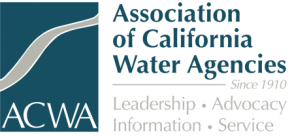 Association
of California
Water Agencies
Since 1910
Leadership • Advocacy
Information • Service
ACWA